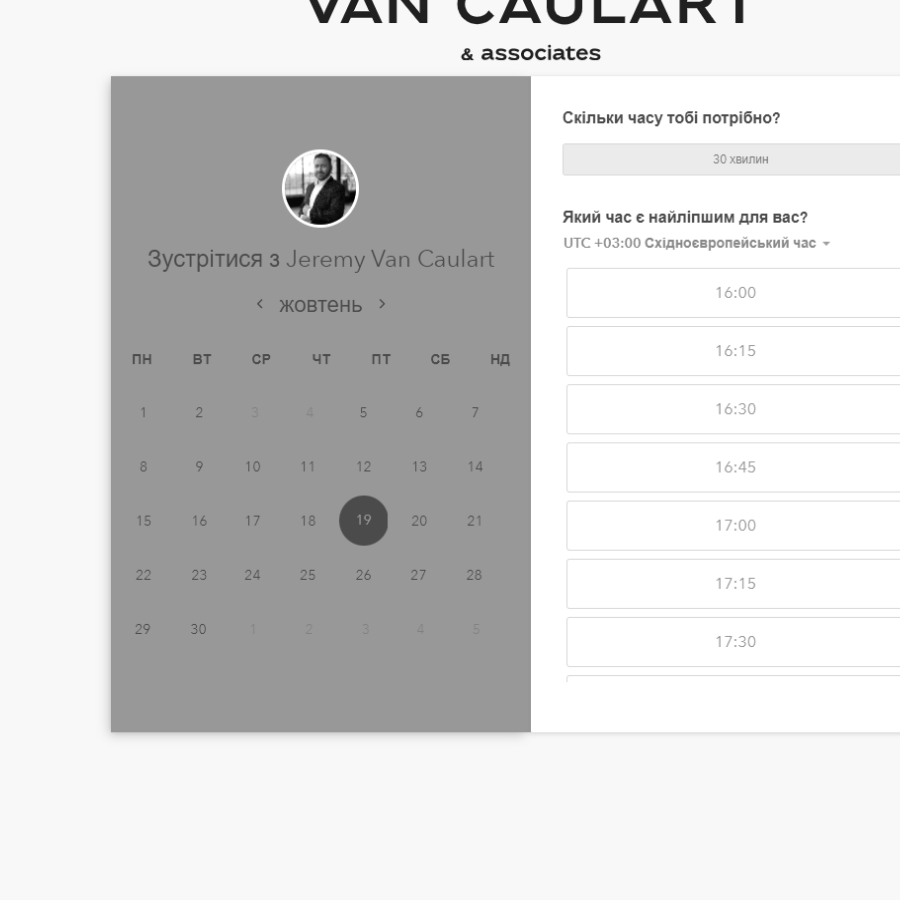 VAN CAULART
& associates
Зустрітися з Jeremy Van Caulart
жовтень
ПН ВТ СР ЧТ ПТ СБ НД
1 2 3 4 5 6 7
8 9 10 11 12 13 14
15 16 17 18 19 20 21
22 23 24 25 26 27 28
29 30 1 2 3 4 5
Скільки часу тобі потрібно?
30 хвилин
Який час є найліпшим для вас?
UTC +03:00 Східноєвропейський час
16:00
16:15
16:30
16:45
17:00
17:15
17:30